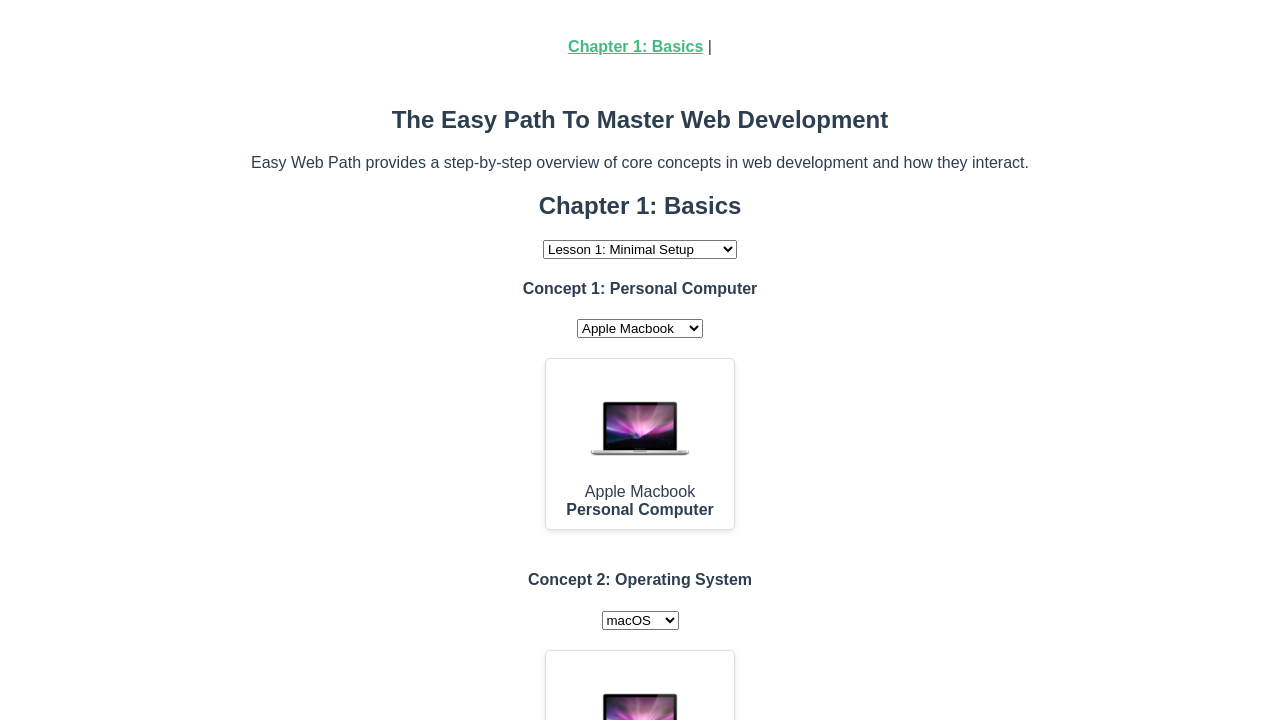 Chapter 1: Basics |
The Easy Path To Master Web Development
Easy Web Path provides a step-by-step overview of core concepts in web development and how they interact.
Chapter 1: Basics
Lesson 1: Minimal Setup
Concept 1: Personal Computer
Apple Macbook
Apple Macbook
Personal Computer
Concept 2: Operating System
macOS